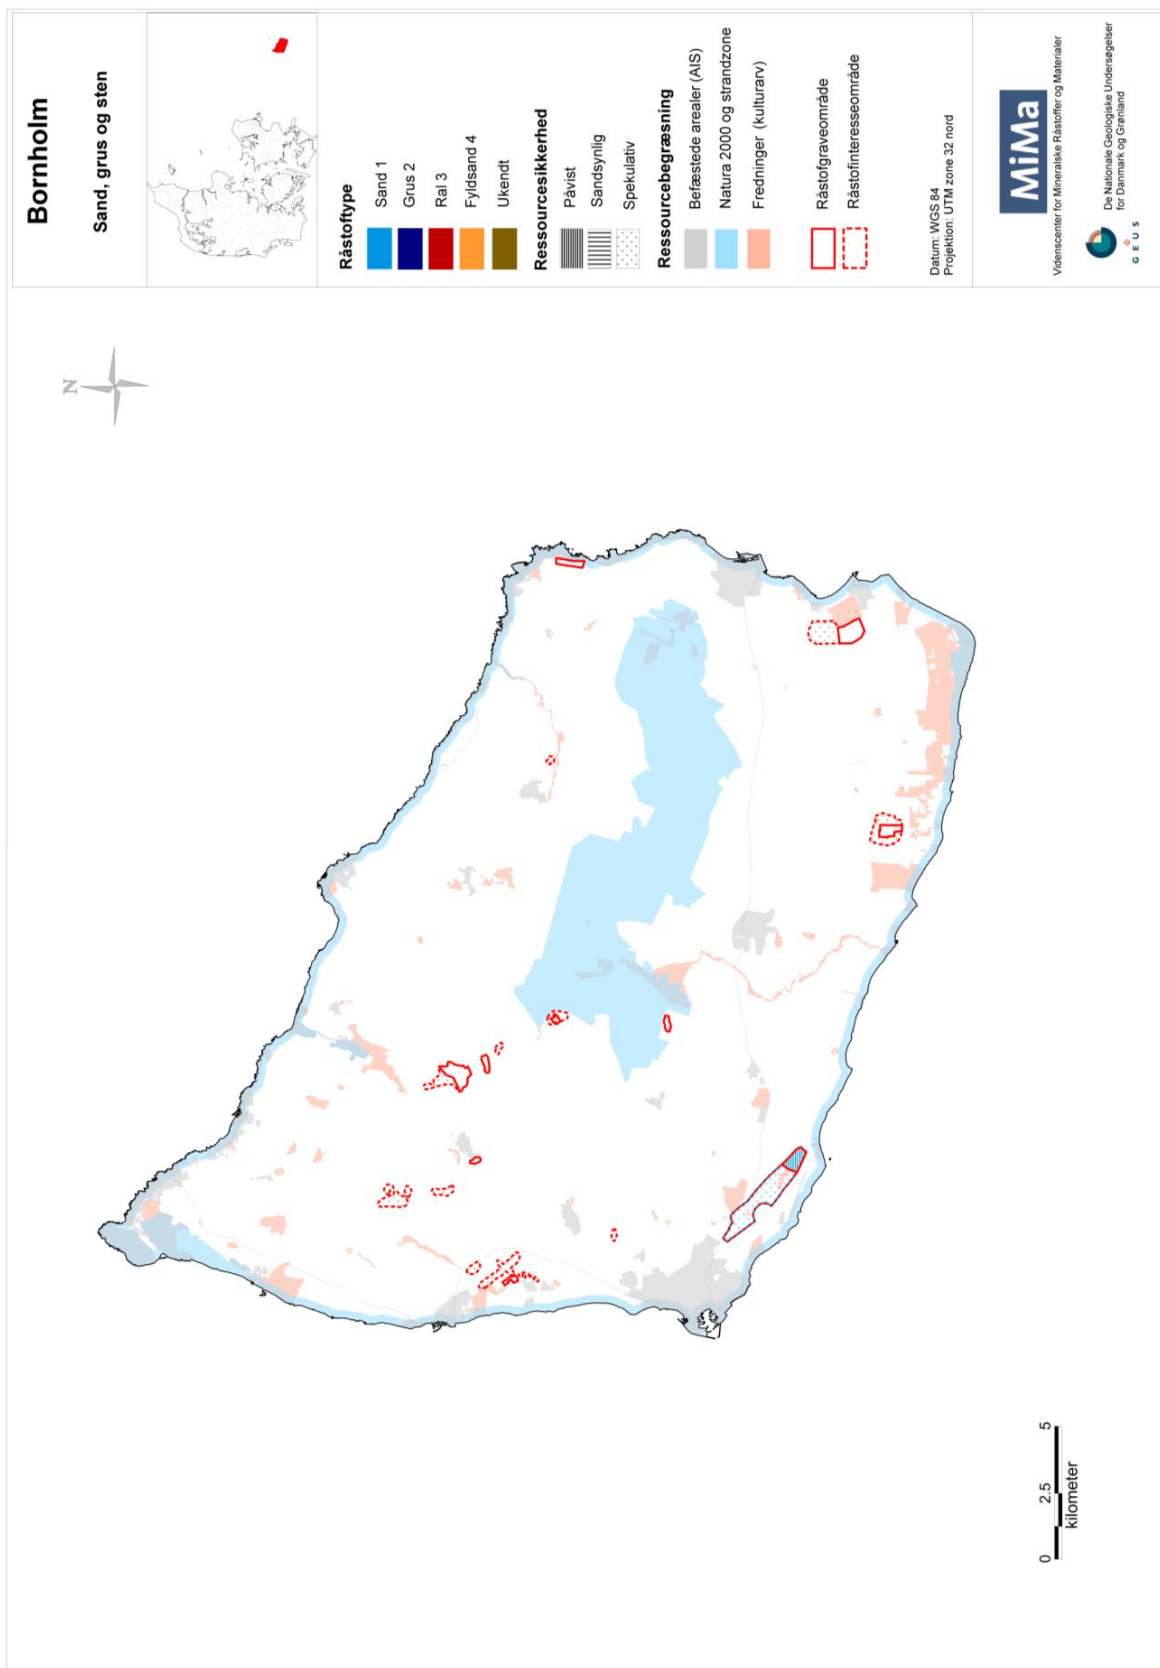 Bornholm
Sand, grus og sten
Råstoftype
Sand 1
Grus 2
Ral 3
Fyldsand 4
Ukendt
Ressourcesikkerhed
Påvist
Sandsynlig
Spekulativ
Ressourcebegræsning
Befæstede arealer (AIS)
Natura 2000 og strandzone
Fredninger (kulturarv)
Råstofgraveområde
Råstofinteresseområde
Datum: WGS 84
Projektion: UTM zone 32 nord
MiMa
Videnscenter for Mineralske Råstoffer og Materialer
G E U S
De Nationale Geologiske Undersøgelser
for Danmark og Grønland
N
0 2.5 5
kilometer